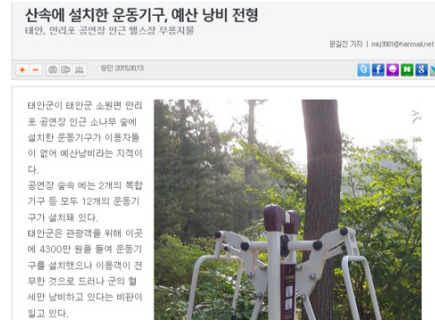 산속에 설치한 운동기구, 예산 낭비 전형
태안, 만리포 공연장 인근 헬스장 무용지물
문길진 기자 | mkj3561@hanmail.net
승인 2015.08.13
태안군이 태안군 소원면 만리
포 공연장 인근 소나무 숲에
설치한 운동기구가 이용자들
이 없어 예산낭비라는 지적이
다.
공연장 숲속 에는 2개의 복합
기구 등 모두 12개의 운동기
구가 설치돼 있다.
태안군은 관광객을 위해 이곳
에 4300만 원을 들여 운동기
구를 설치했으나 이용객이 전
무한 것으로 드러나 군의 혈
세만 낭비하고 있다는 비판이
일고 있다.